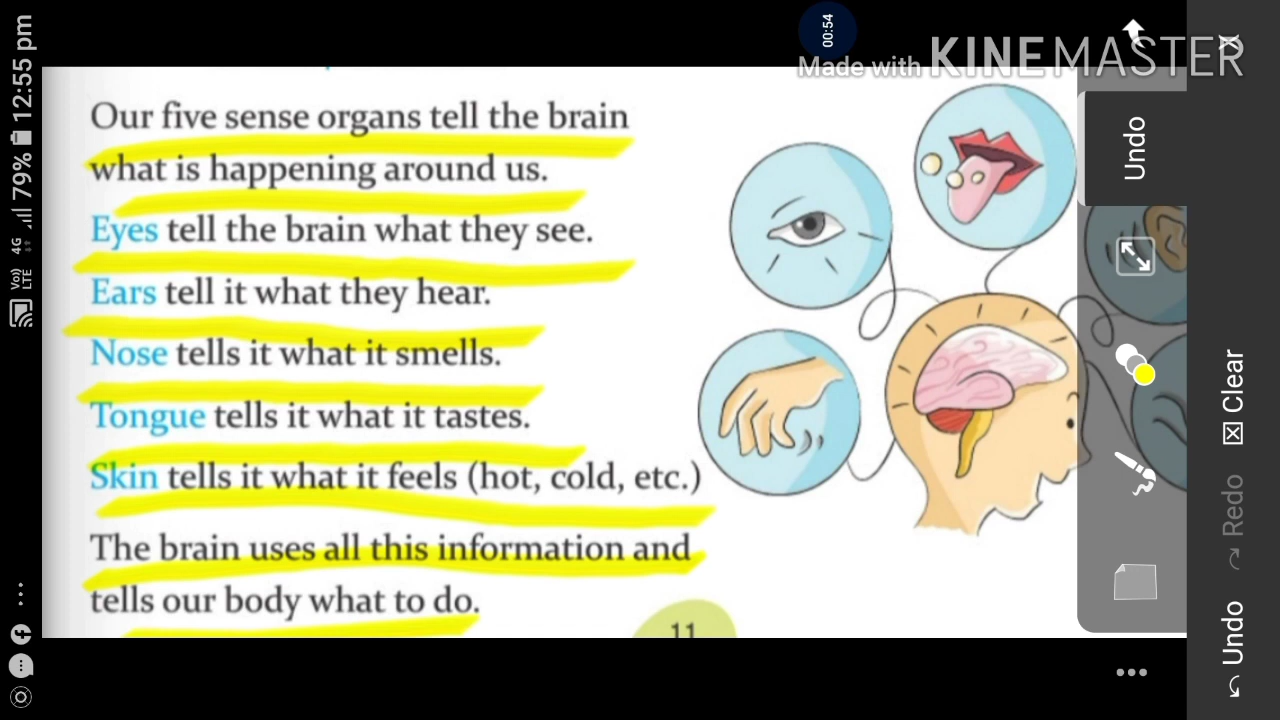 12:55 pm
79%
4G
Vo))
LTE
00:54
Made with KINEMASTER
Our five sense organs tell the brain
what is happening around us.
Eyes tell the brain what they see.
Ears tell it what they hear.
Nose tells it what it smells.
Tongue tells it what it tastes.
Skin tells it what it feels (hot, cold, etc.)
The brain uses all this information and
tells our body what to do.
11
Undo
Clear
Redo
Undo